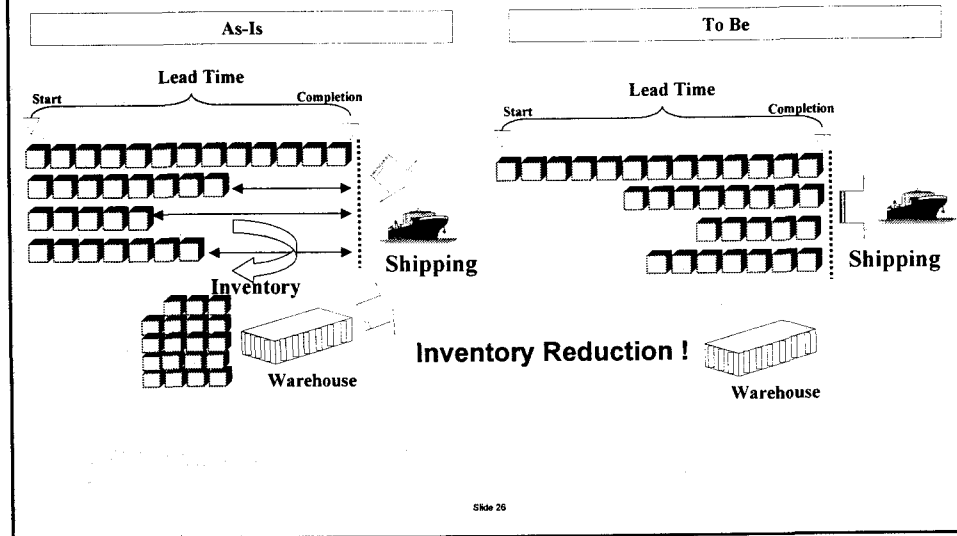 As-Is
To Be
Lead Time
Start
Completion
Shipping
Inventory
Warehouse
Lead Time
Start
Completion
Shipping
Inventory Reduction !
Warehouse
Slide 26